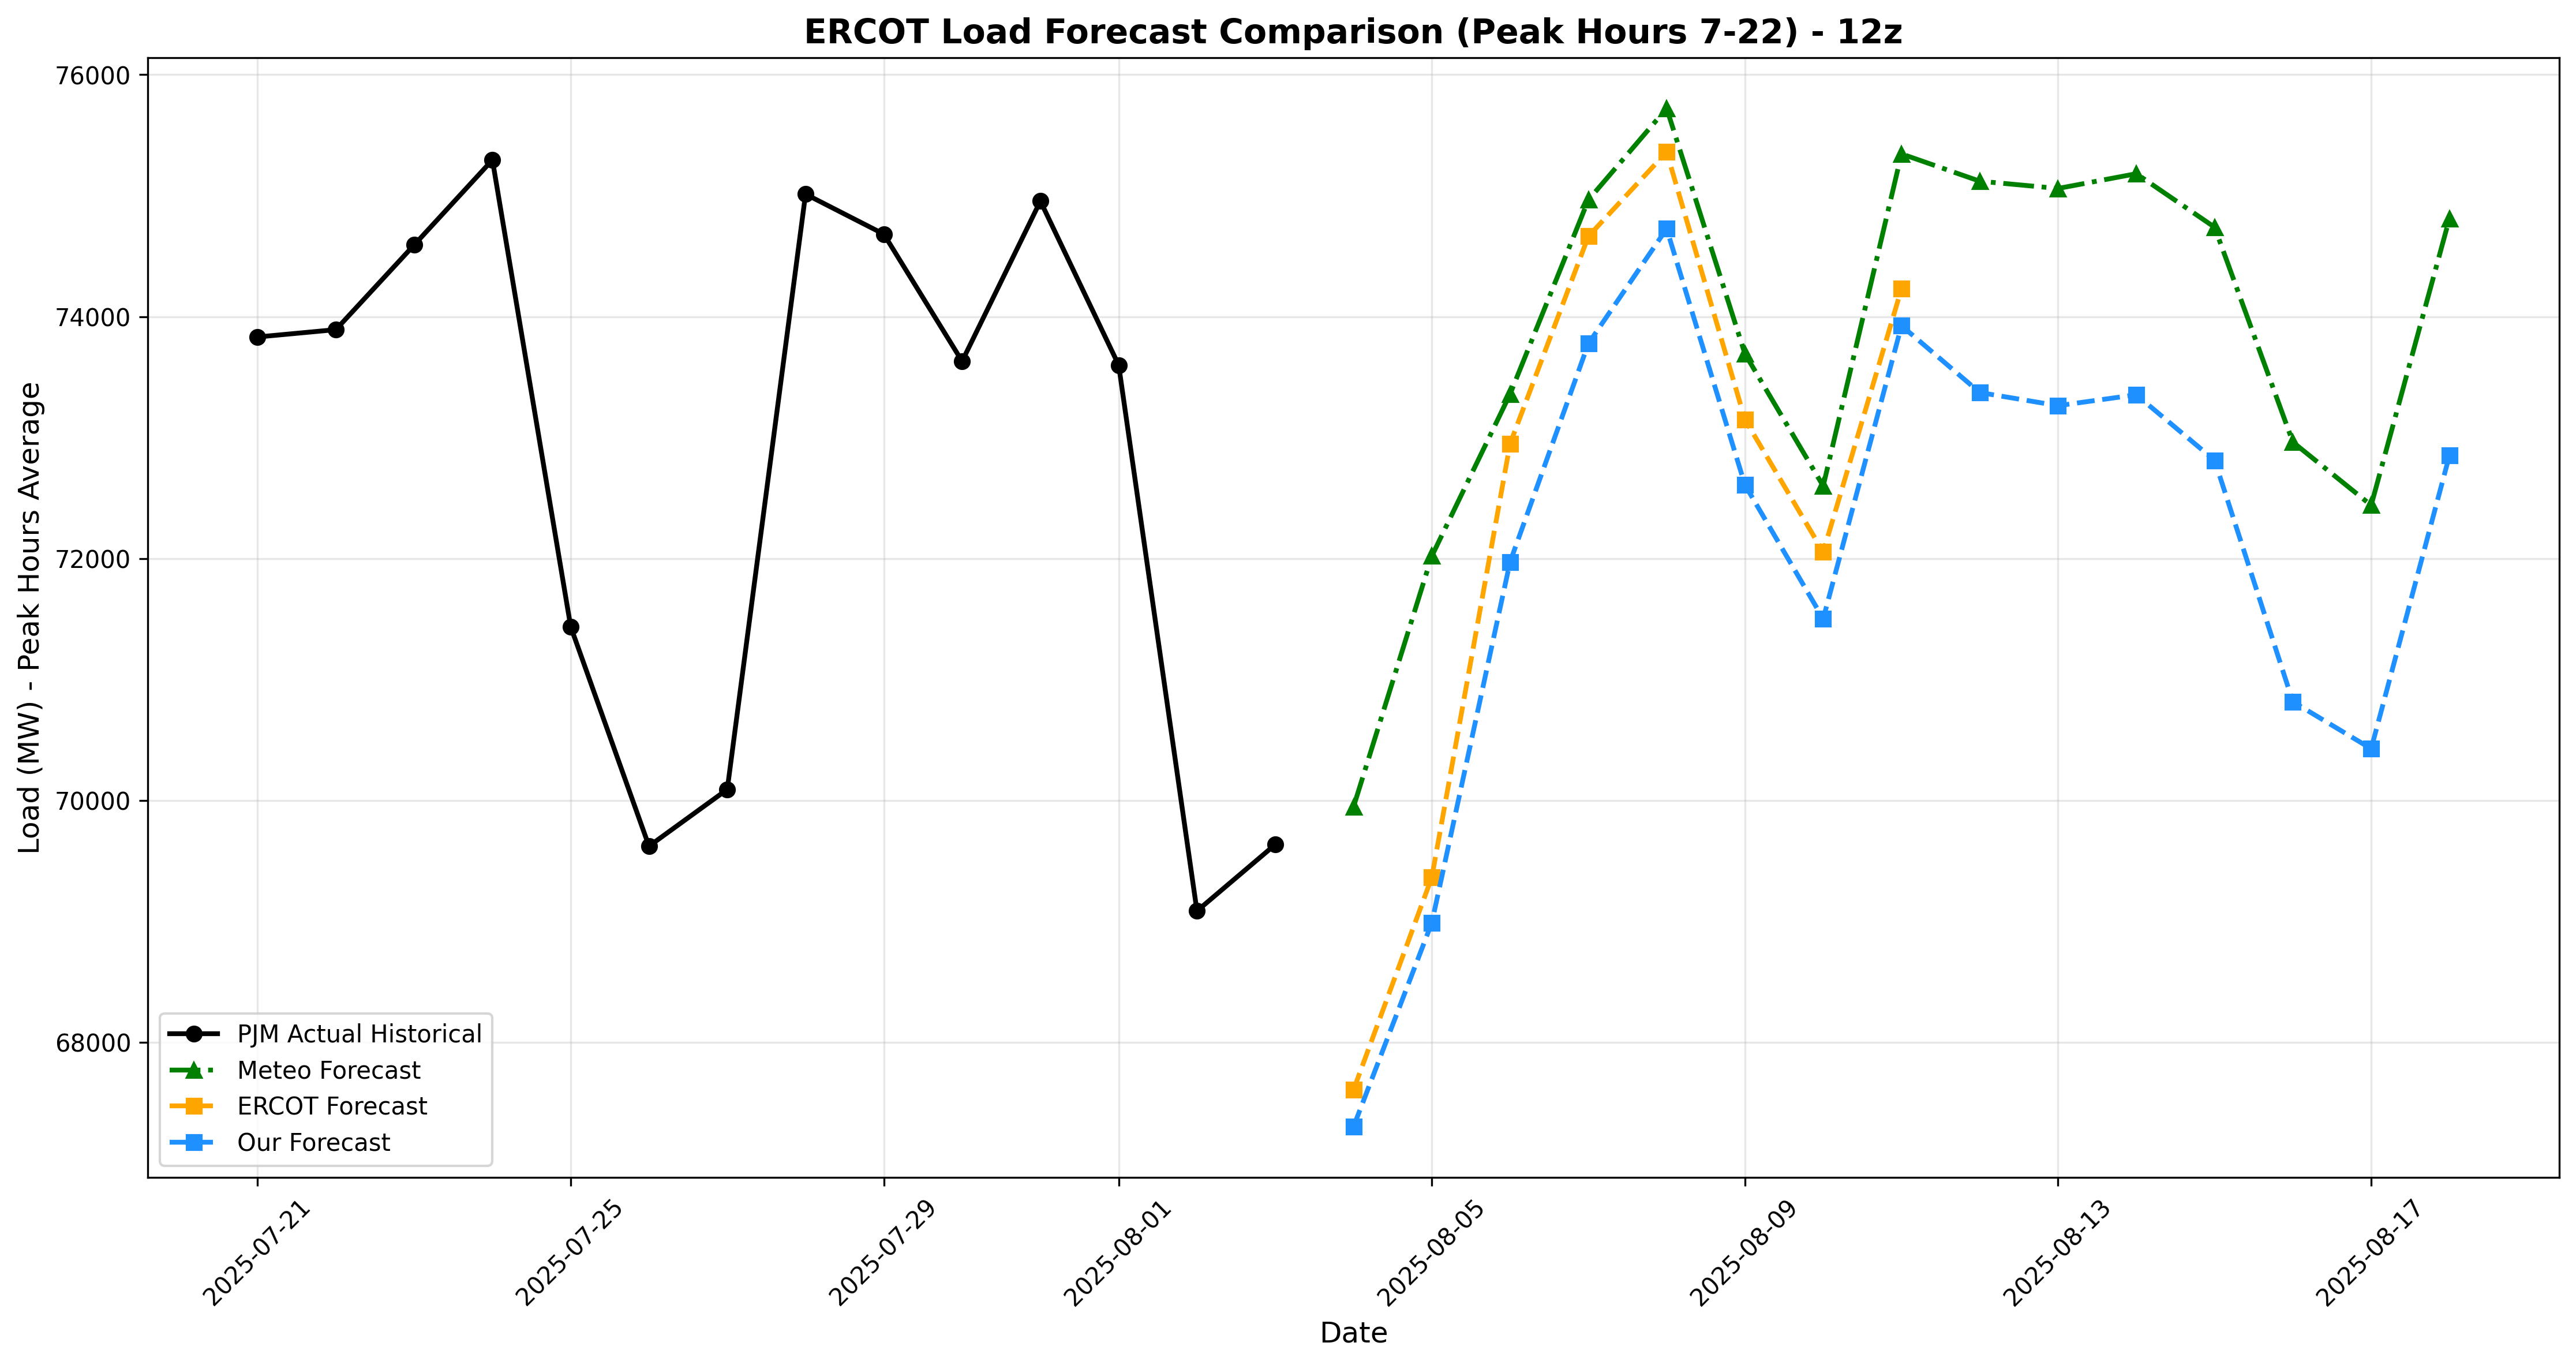 ERCOT Load Forecast Comparison (Peak Hours 7-22) - 12z
Load (MW) - Peak Hours Average
76000
74000
72000
70000
68000
PJM Actual Historical
Meteo Forecast
ERCOT Forecast
Our Forecast
2025-07-21
2025-07-25
2025-07-29
2025-08-01
2025-08-05
2025-08-09
2025-08-13
2025-08-17
Date